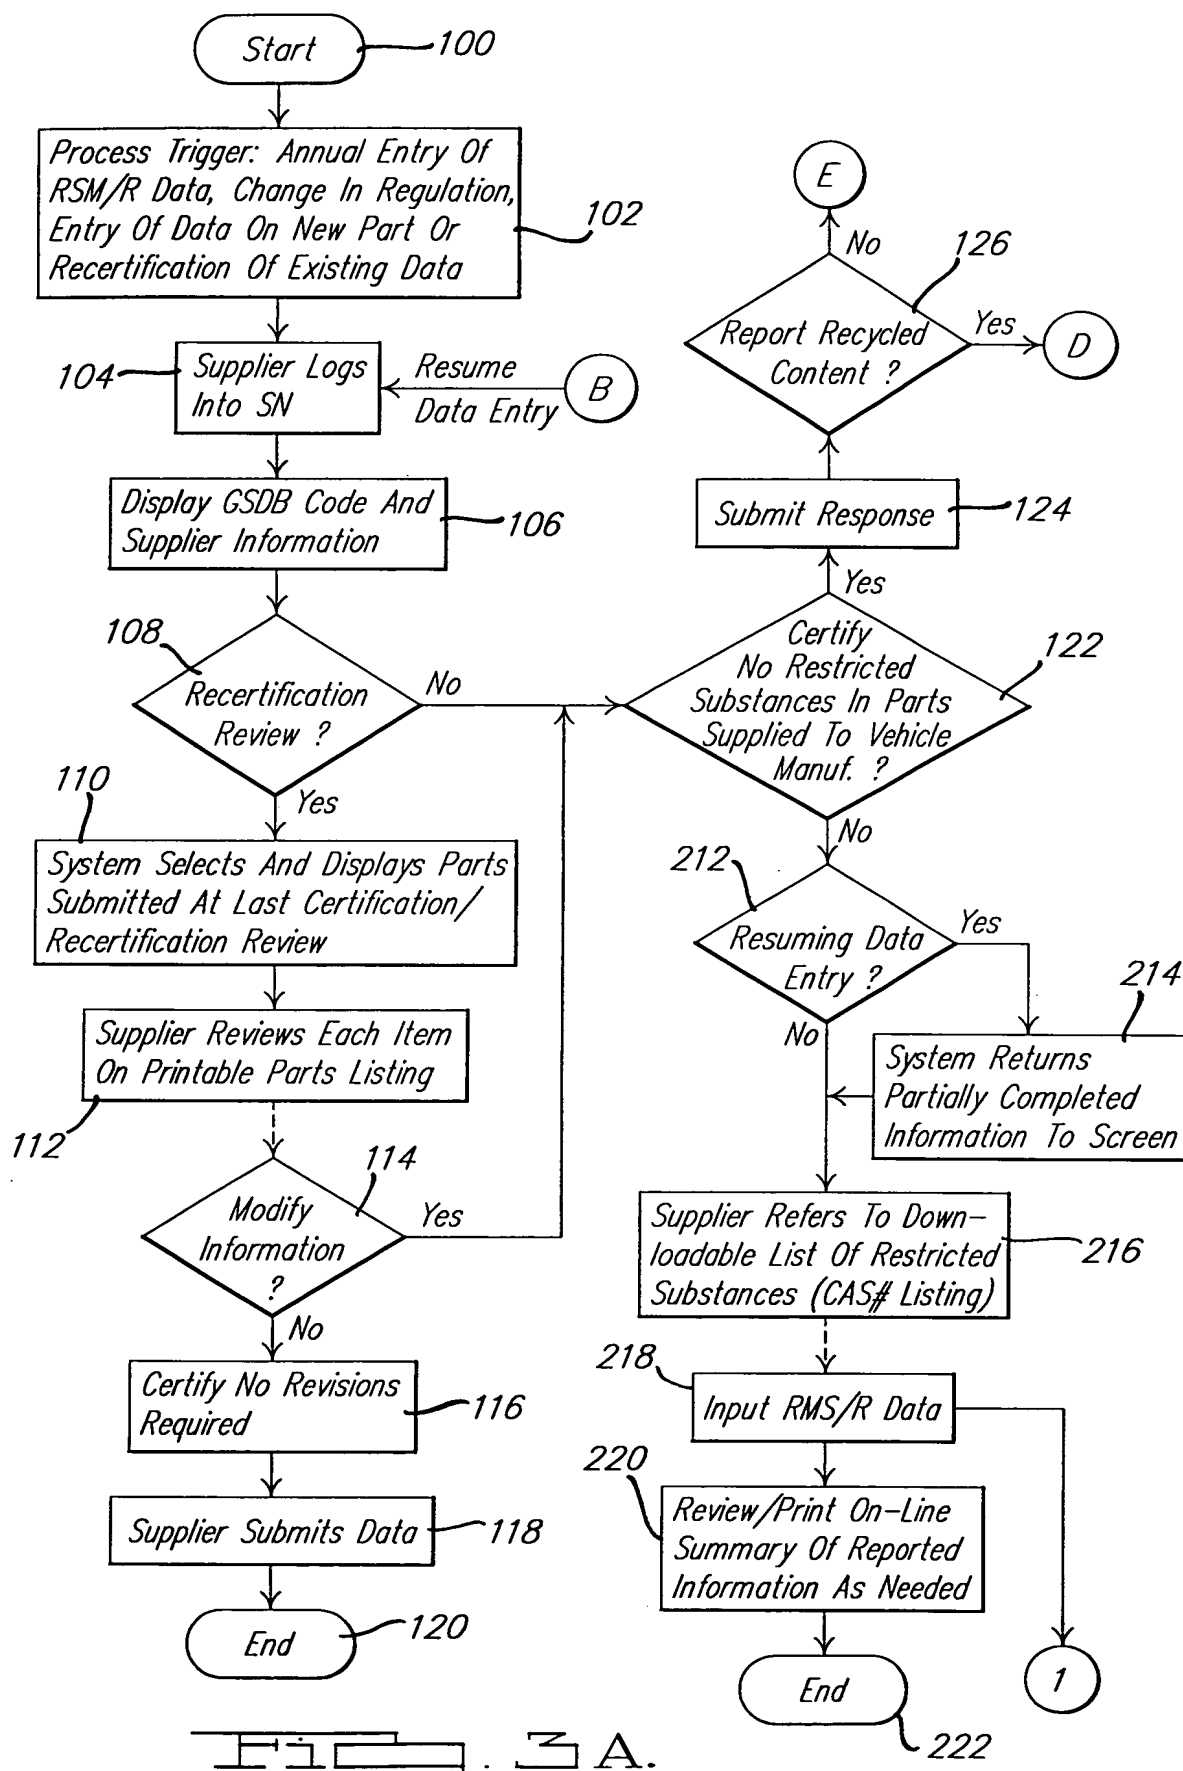 Start
100
Process Trigger: Annual Entry Of
RSM/R Data, Change In Regulation,
Entry Of Data On New Part Or
Recertification Of Existing Data
102
104
Supplier Logs
Into SN
Resume
Data Entry
B
Display GSDB Code And
Supplier Information
106
108
Recertification
Review ?
No
Yes
110
System Selects And Displays Parts
Submitted At Last Certification/
Recertification Review
Supplier Reviews Each Item
On Printable Parts Listing
112
114
Modify
Information
?
Yes
No
Certify No Revisions
Required
116
Supplier Submits Data
118
End
120
E
No
126
Report Recycled
Content ?
Yes
D
Submit Response
124
Yes
Certify
No Restricted
Substances In Parts
Supplied To Vehicle
Manuf. ?
122
No
212
Resuming Data
Entry ?
Yes
No
214
System Returns
Partially Completed
Information To Screen
Supplier Refers To Down-
loadable List Of Restricted
Substances (CAS# Listing)
216
218
Input RMS/R Data
220
Review/Print On-Line
Summary Of Reported
Information As Needed
End
222
1
Fig. 3A.